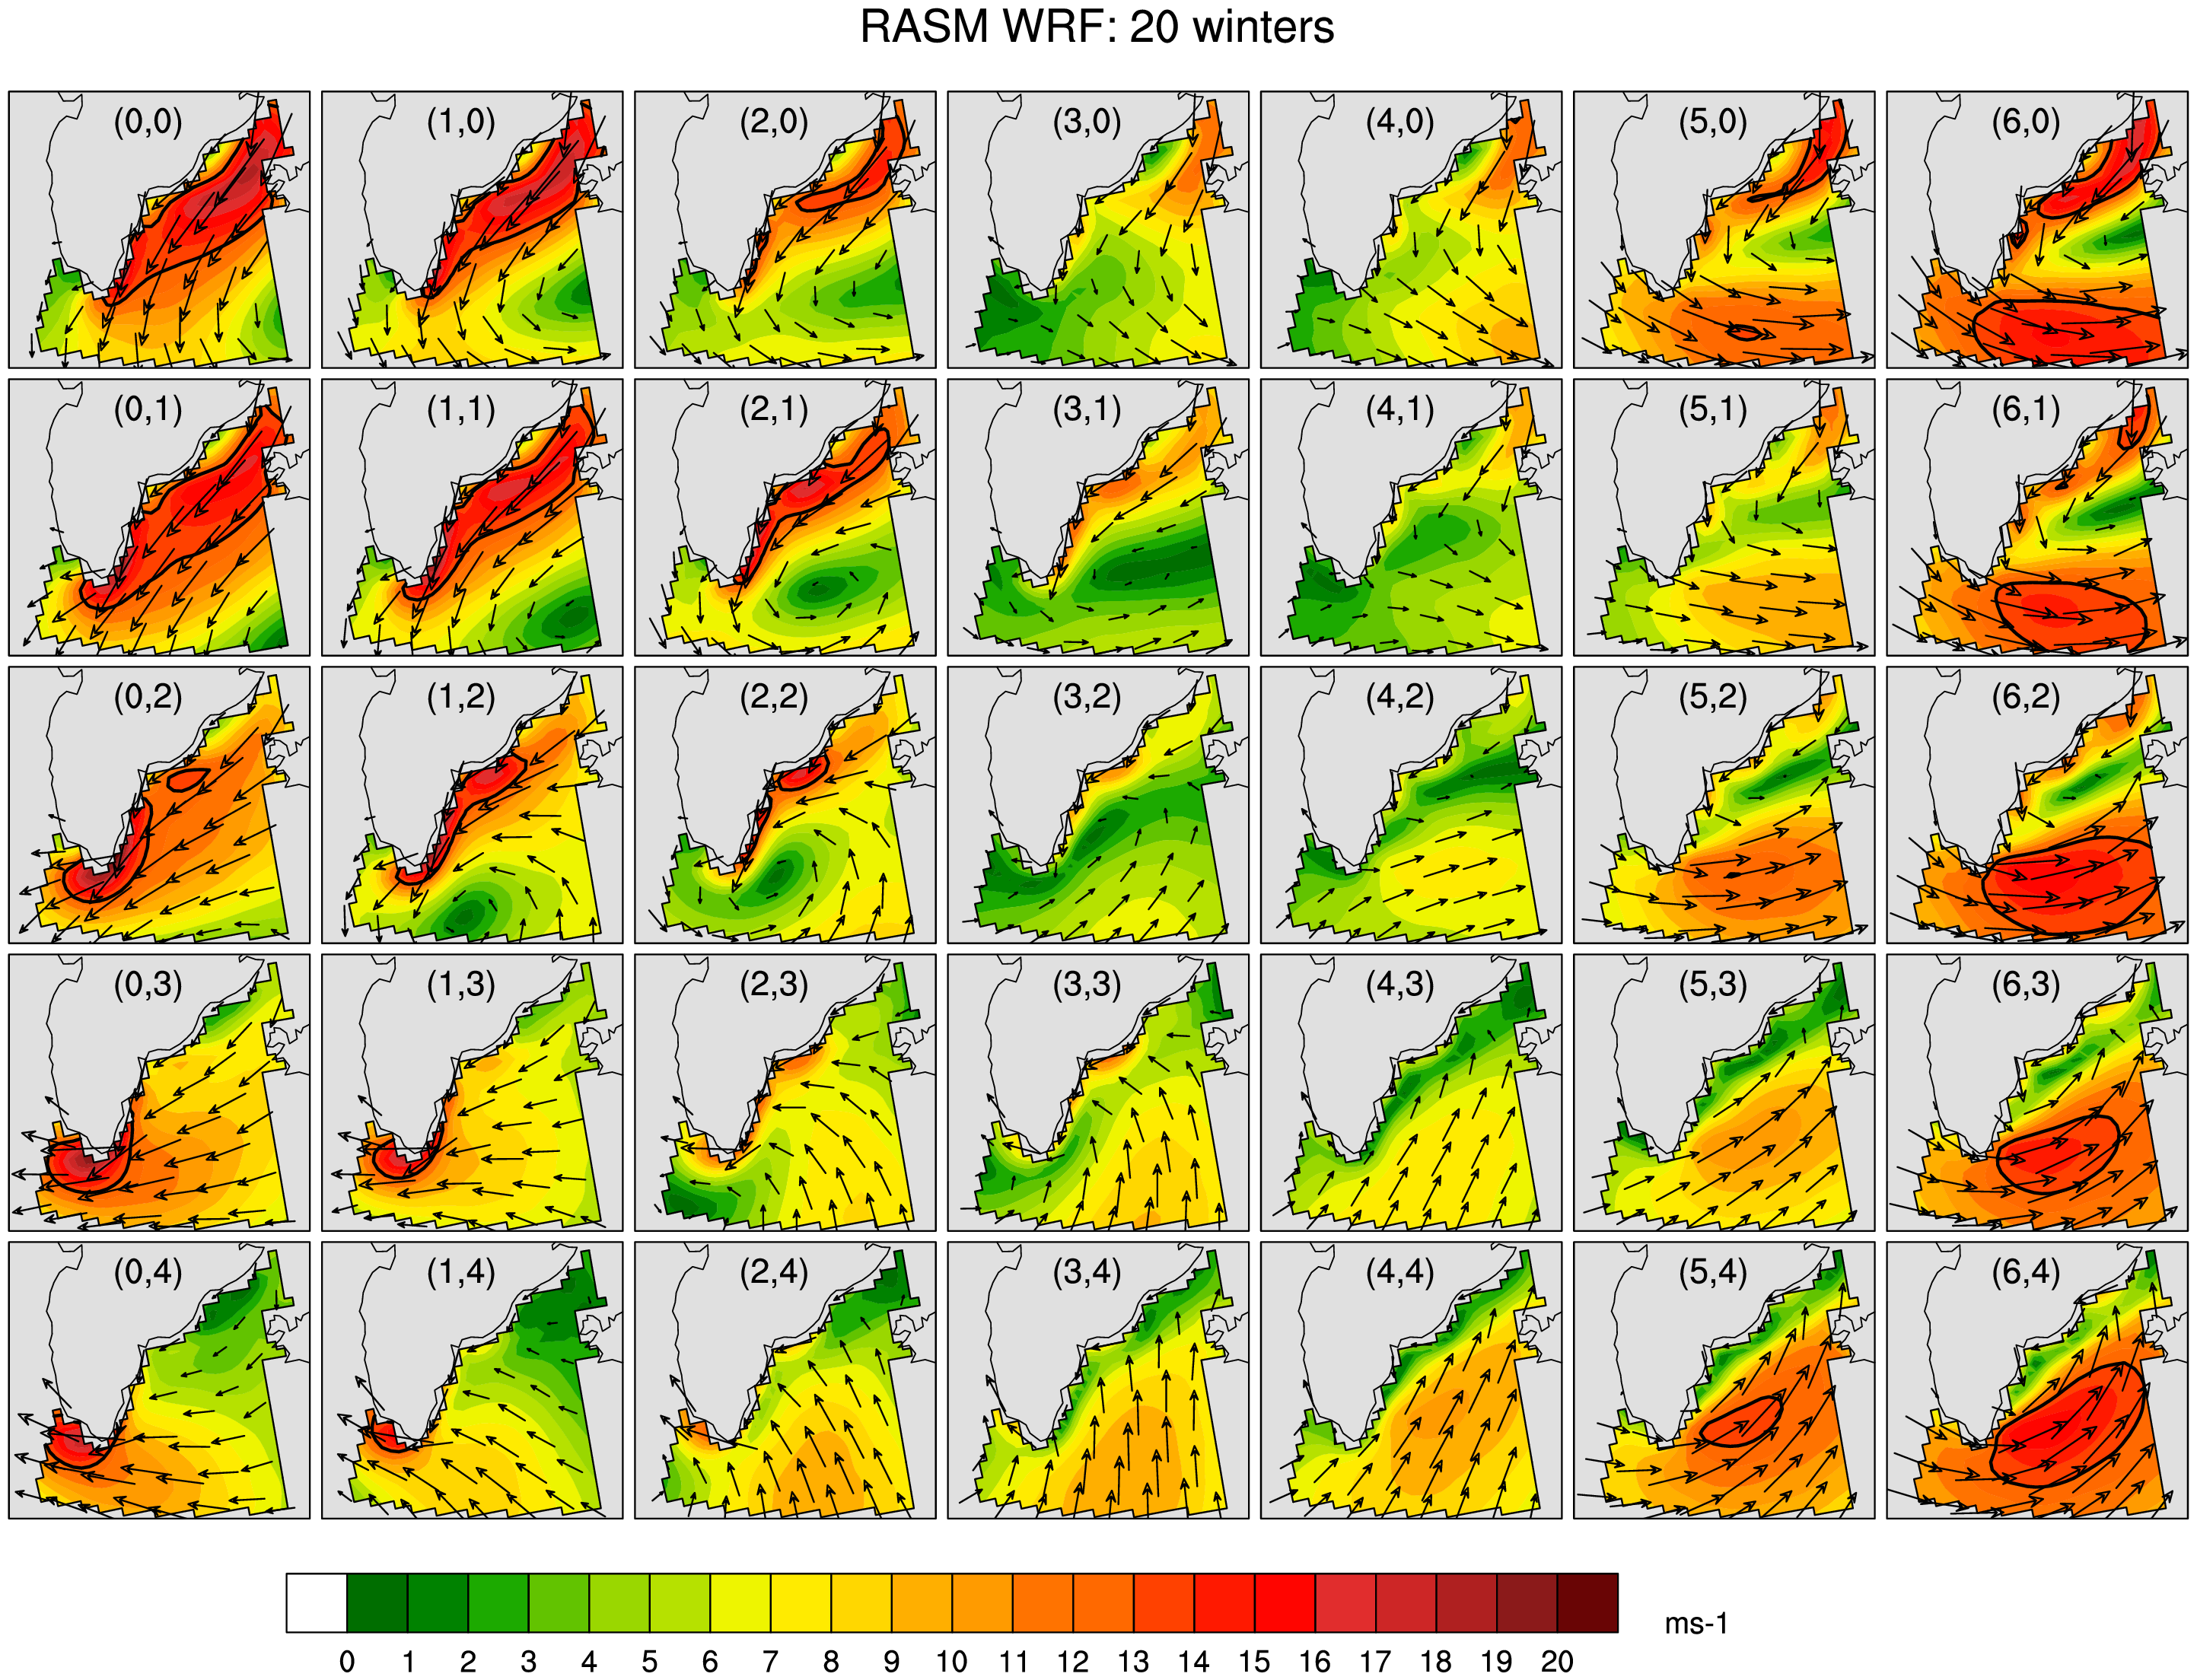 RASM WRF: 20 winters
(0,0) (1,0) (2,0) (3,0) (4,0) (5,0) (6,0)
(0,1) (1,1) (2,1) (3,1) (4,1) (5,1) (6,1)
(0,2) (1,2) (2,2) (3,2) (4,2) (5,2) (6,2)
(0,3) (1,3) (2,3) (3,3) (4,3) (5,3) (6,3)
(0,4) (1,4) (2,4) (3,4) (4,4) (5,4) (6,4)
ms-1
0 1 2 3 4 5 6 7 8 9 10 11 12 13 14 15 16 17 18 19 20